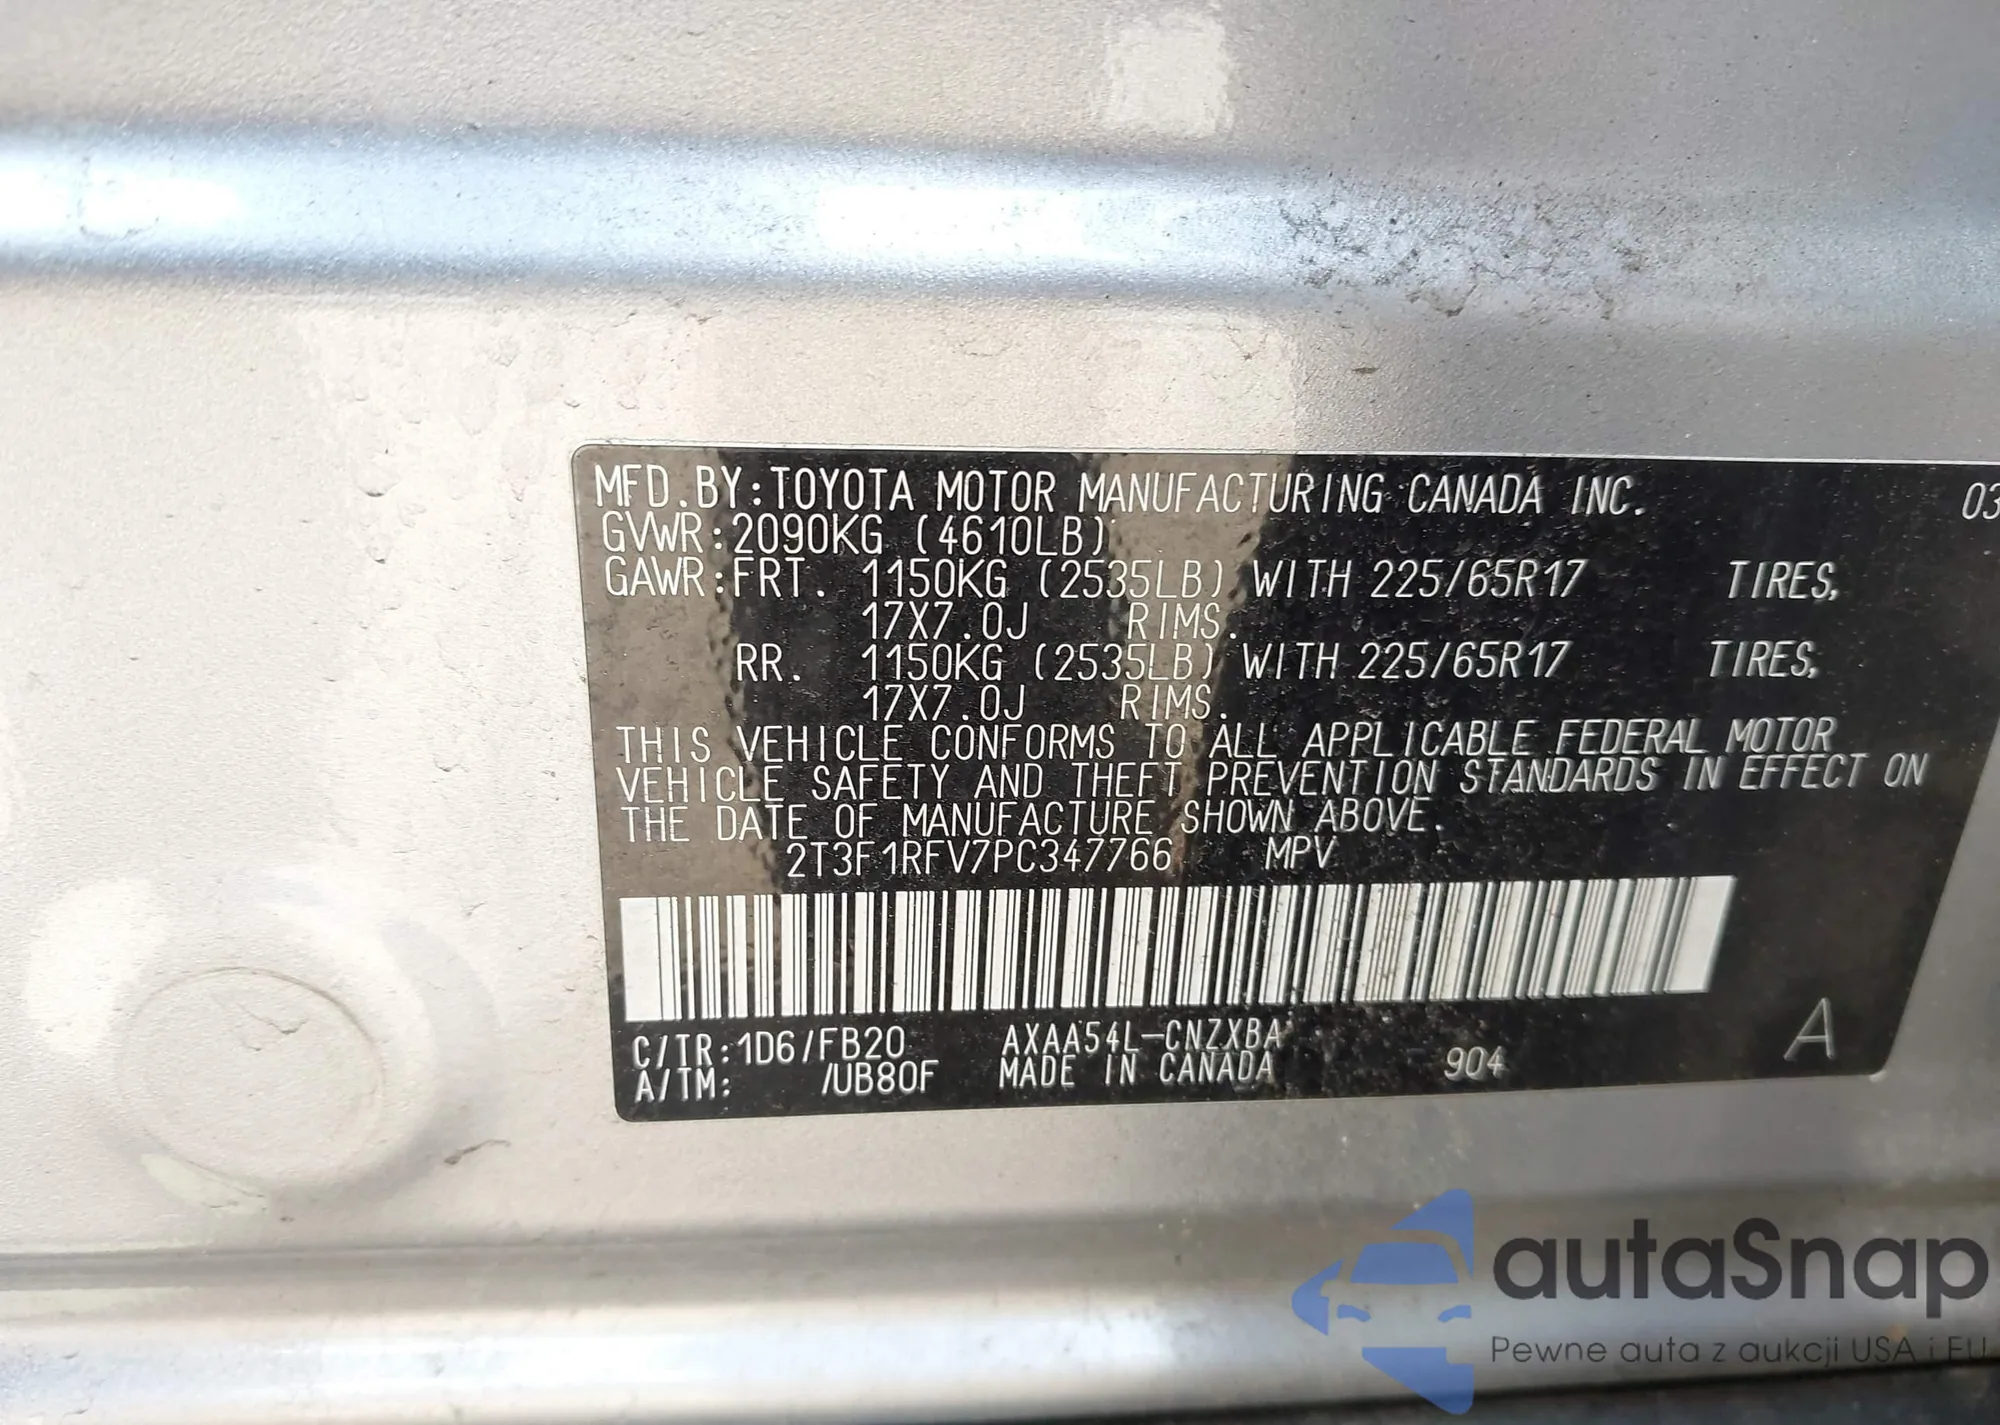 MFD.BY:TOYOTA MOTOR MANUFACTURING CANADA INC. 03
GVWR:2090KG (4610LB)
GAWR:FRT. 1150KG (2535LB) WITH 225/65R17 TIRES,
17X7.0J RIMS.
RR. 1150KG (2535LB) WITH 225/65R17 TIRES,
17X7.0J RIMS.
THIS VEHICLE CONFORMS TO ALL APPLICABLE FEDERAL MOTOR
VEHICLE SAFETY AND THEFT PREVENTION STANDARDS IN EFFECT ON
THE DATE OF MANUFACTURE SHOWN ABOVE.
2T3F1RFV7PC347766 MPV
C/TR:1D6/FB20 AXAA54L-CNZXBA
A/TM: /UB80F MADE IN CANADA 904 A
autaSnap
Pewne auta z aukcji USA i EU